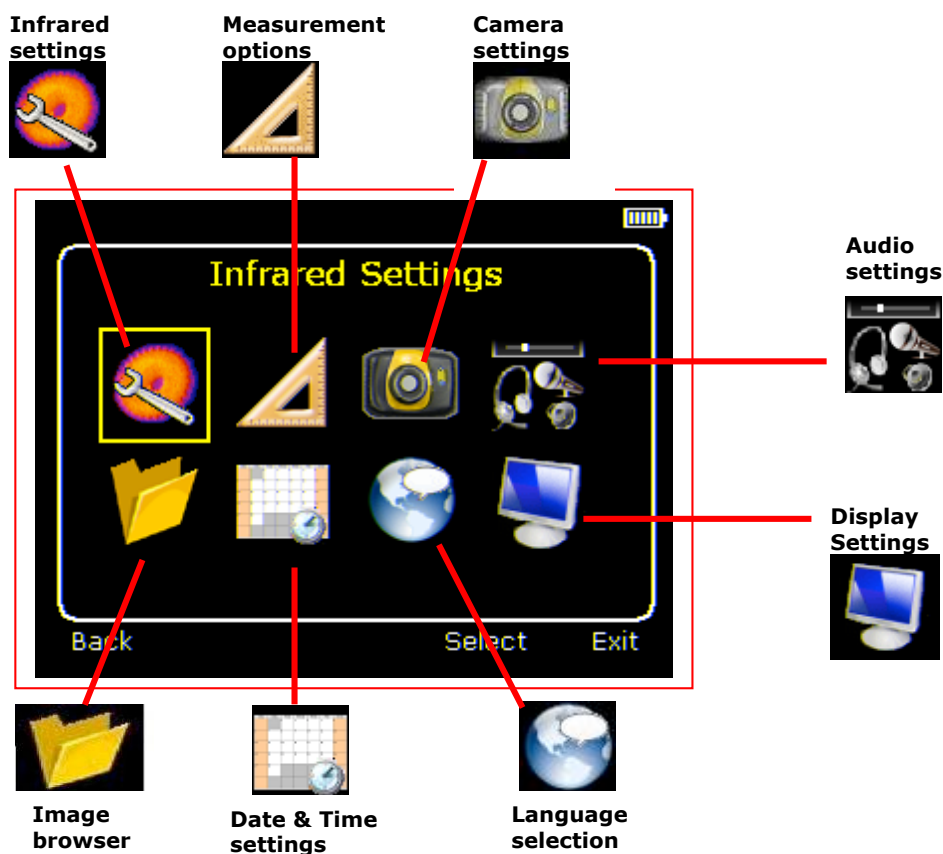 Infrared
settings
Measurement
options
Camera
settings
Infrared Settings
Audio
settings
Display
Settings
Back
Select
Exit
Image
browser
Date & Time
settings
Language
selection